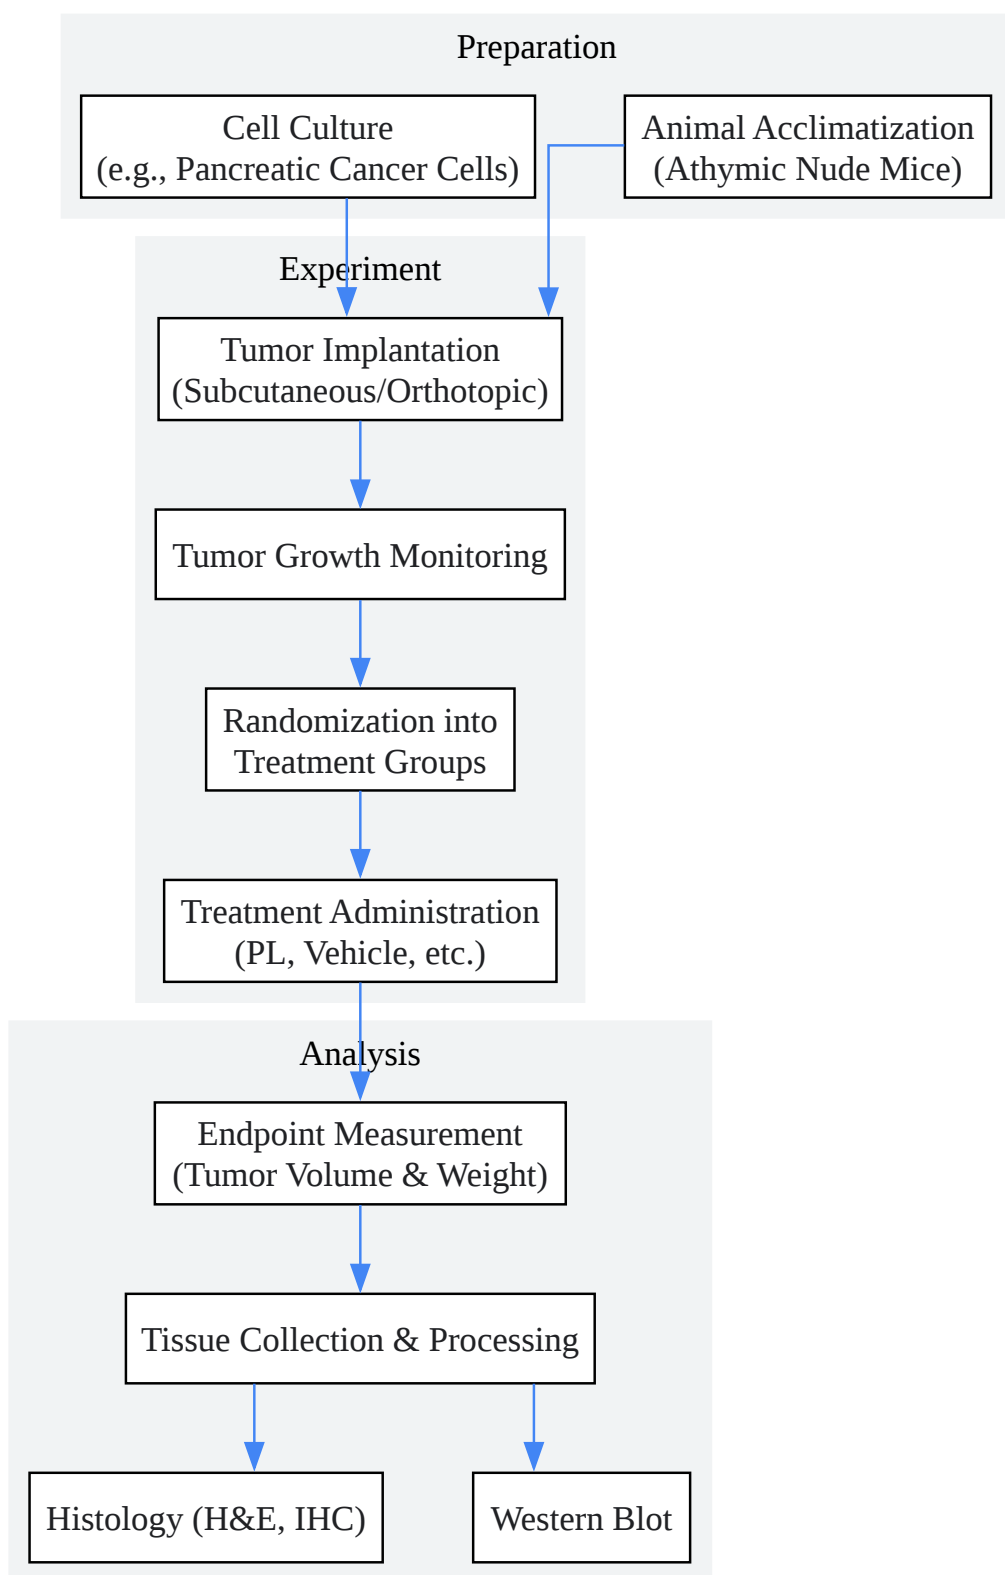 Preparation
Cell Culture
(e.g., Pancreatic Cancer Cells)
Animal Acclimatization
(Athymic Nude Mice)
Experiment
Tumor Implantation
(Subcutaneous/Orthotopic)
Tumor Growth Monitoring
Randomization into
Treatment Groups
Treatment Administration
(PL, Vehicle, etc.)
Analysis
Endpoint Measurement
(Tumor Volume & Weight)
Tissue Collection & Processing
Histology (H&E, IHC)
Western Blot